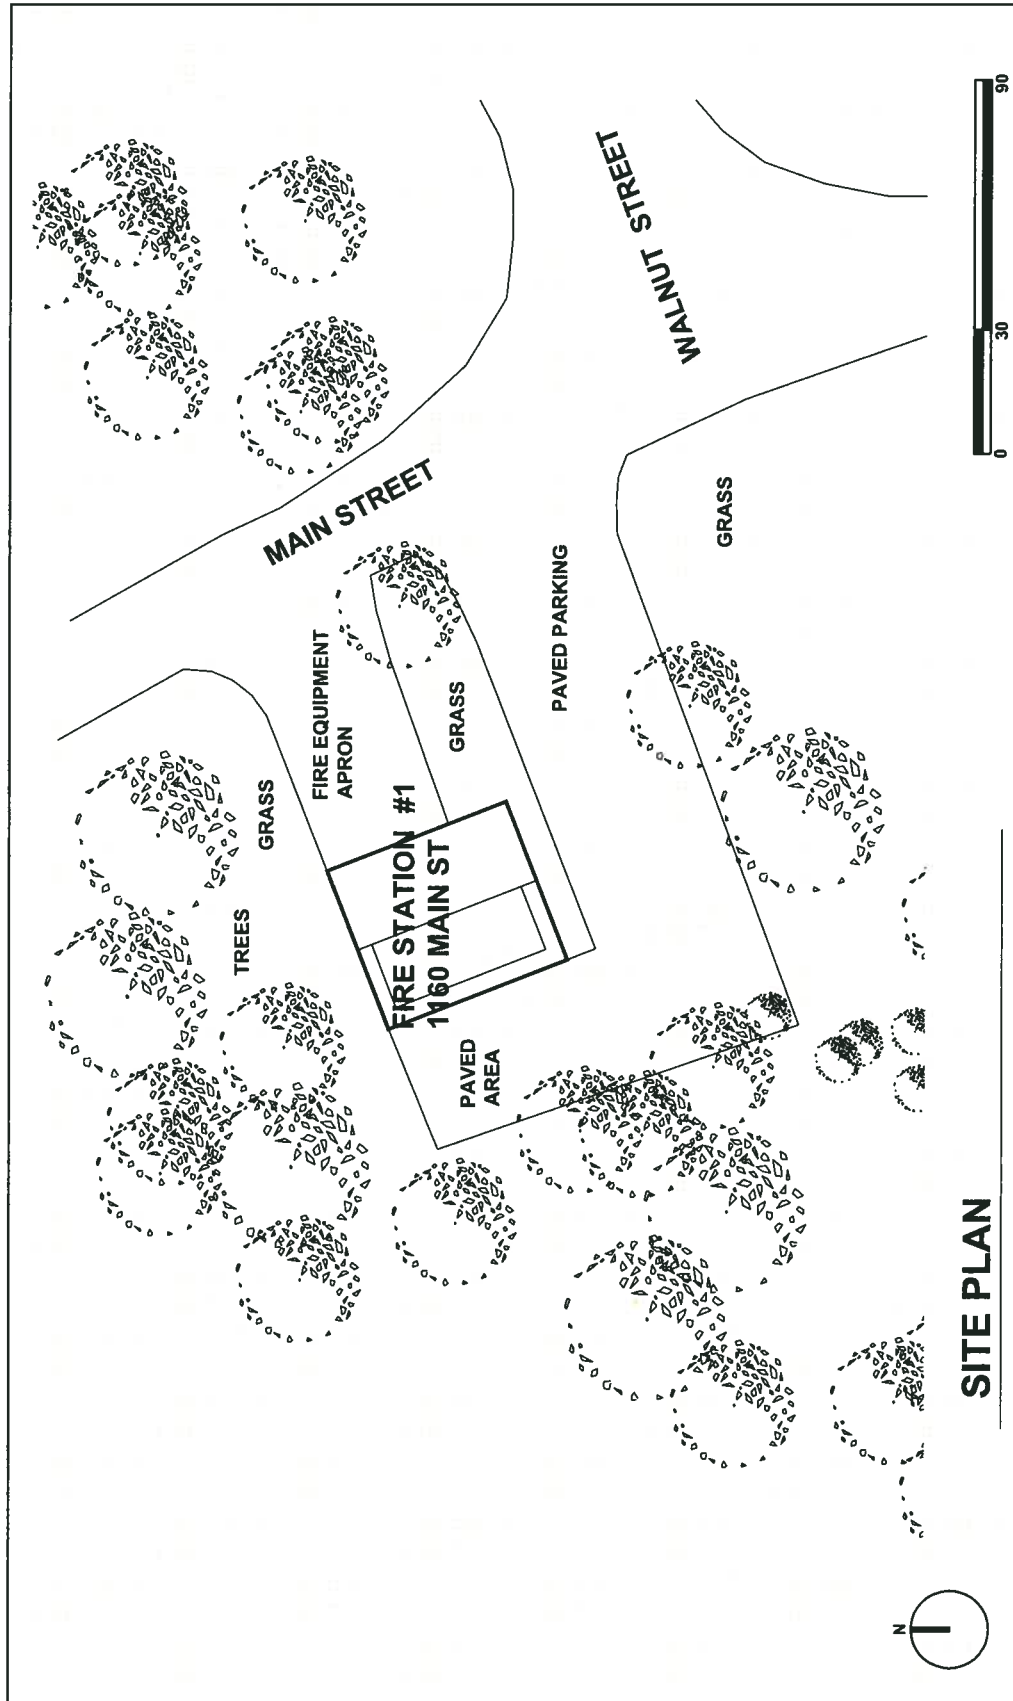 TREES
GRASS
FIRE EQUIPMENT
APRON
MAIN STREET
FIRE STATION #1
1160 MAIN ST
GRASS
PAVED
AREA
PAVED PARKING
WALNUT STREET
GRASS
N
SITE PLAN
0 30 90